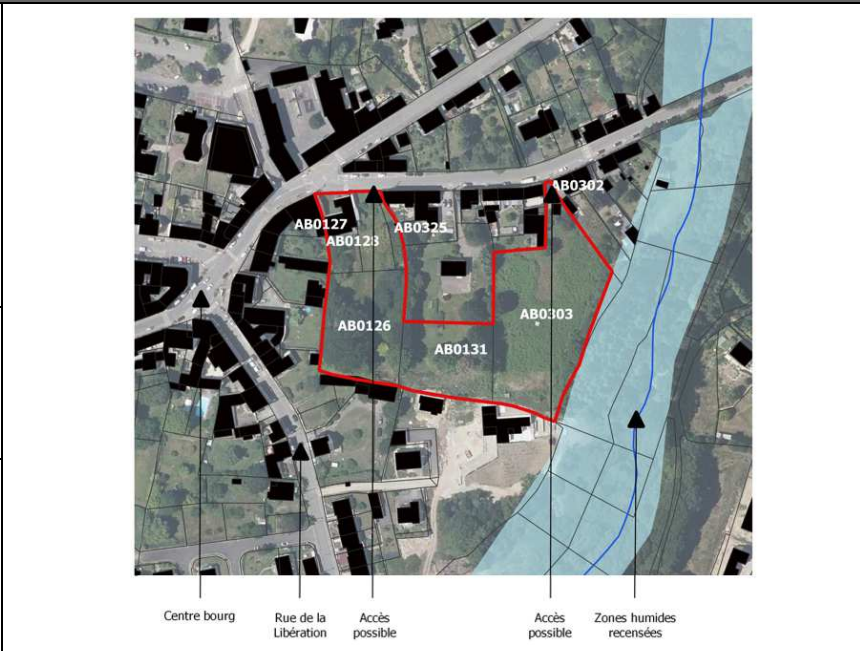 AB0302
AB0127
AB0123
AB0325
AB0126
AB0303
AB0131
Centre bourg
Rue de la
Libération
Accès
possible
Accès
possible
Zones humides
recensées